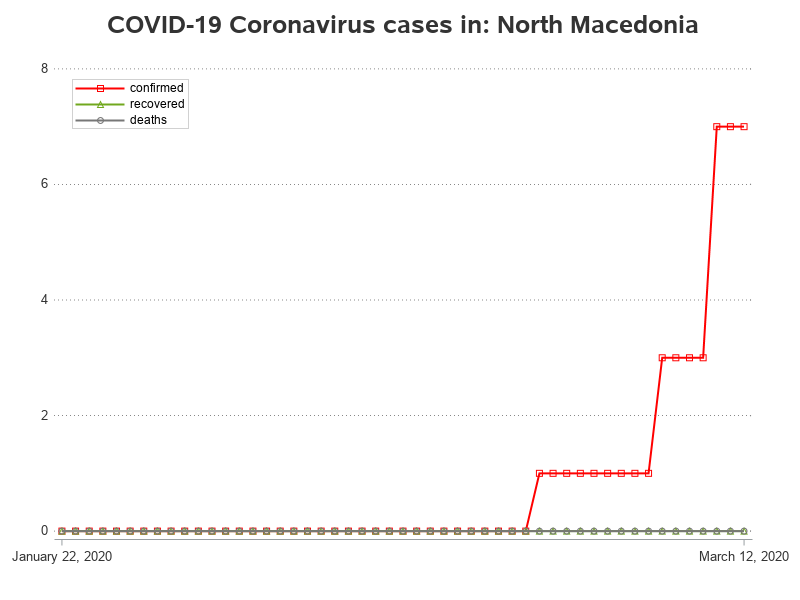 COVID-19 Coronavirus cases in: North Macedonia
8
confirmed
recovered
deaths
6
4
2
0
January 22, 2020 March 12, 2020